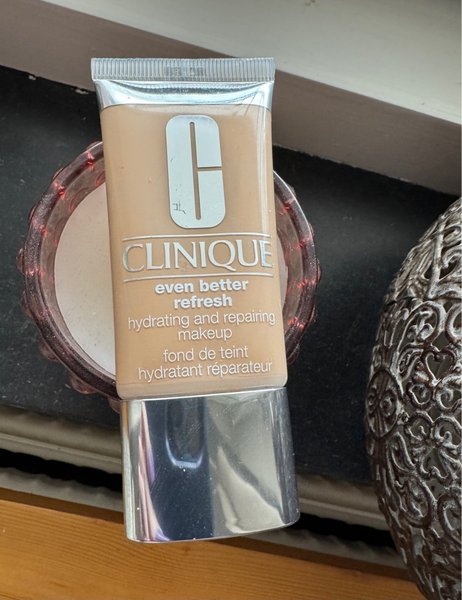 CLINIQUE
even better
refresh
hydrating and repairing
makeup
fond de teint
hydratant réparateur